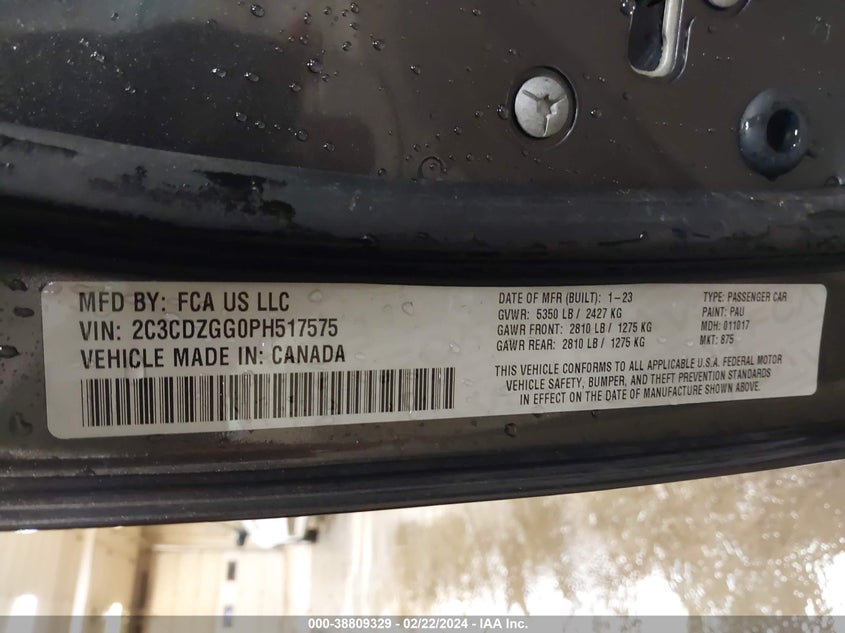 MFD BY: FCA US LLC
VIN: 2C3CDZGG0PH517575
VEHICLE MADE IN: CANADA
DATE OF MFR (BUILT): 1-23
GVWR: 5350 LB / 2427 KG
GAWR FRONT: 2810 LB / 1275 KG
GAWR REAR: 2810 LB / 1275 KG
TYPE: PASSENGER CAR
PAINT: PAU
MDH: 011017
MKT: 875
THIS VEHICLE CONFORMS TO ALL APPLICABLE U.S.A. FEDERAL MOTOR
VEHICLE SAFETY, BUMPER, AND THEFT PREVENTION STANDARDS
IN EFFECT ON THE DATE OF MANUFACTURE SHOWN ABOVE.
000-38809329 - 02/22/2024 - IAA Inc.